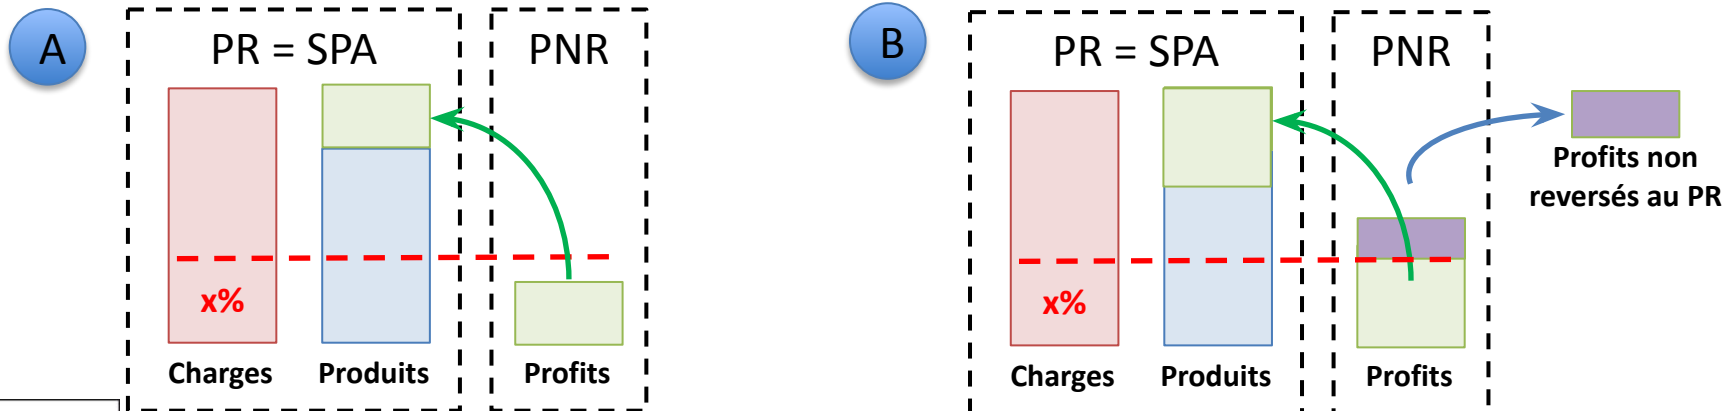 A
PR = SPA
PNR
x%
Charges
Produits
Profits
B
PR = SPA
PNR
x%
Charges
Produits
Profits
Profits non
reversés au PR